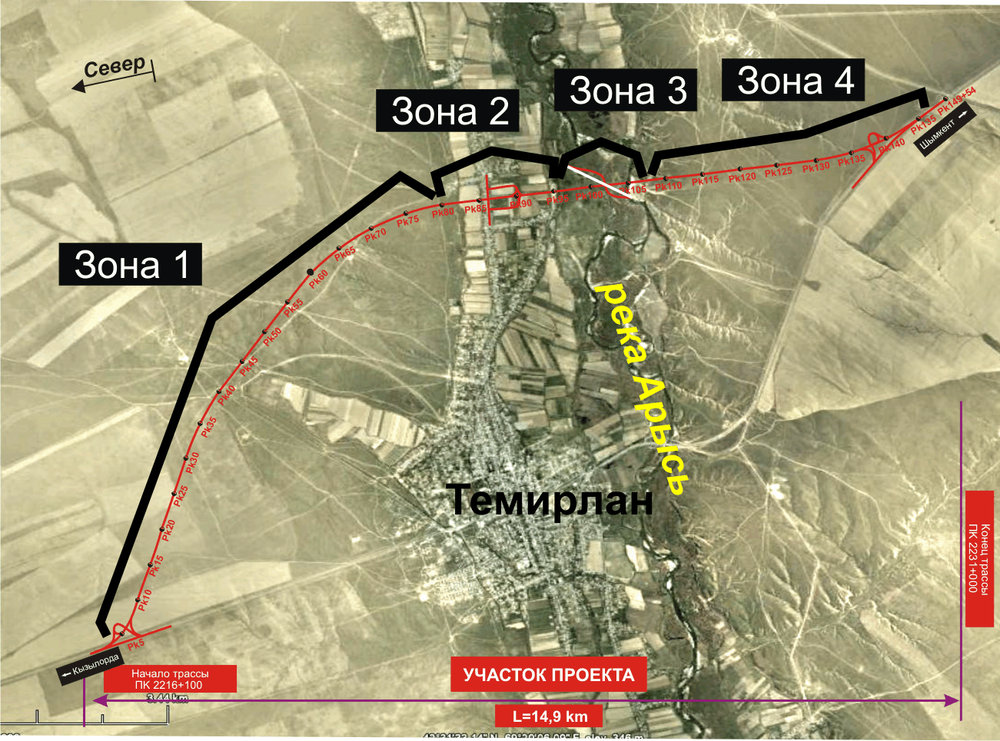 Север
Зона 1
Зона 2
Зона 3
Зона 4
Pk5
Pk10
Pk15
Pk20
Pk25
Pk30
Pk35
Pk40
Pk45
Pk50
Pk55
Pk60
Pk65
Pk70
Pk75
Pk80
Pk85
Pk90
Pk95
Pk100
Pk105
Pk110
Pk115
Pk120
Pk125
Pk130
Pk135
Pk140
Pk135
Pk149+54
Шымкент
река Арысь
Темирлан
Кызылорда
Начало трассы
ПК 2216+100
3.44 km
УЧАСТОК ПРОЕКТА
L=14,9 km
Конец трассы
ПК 2231+000